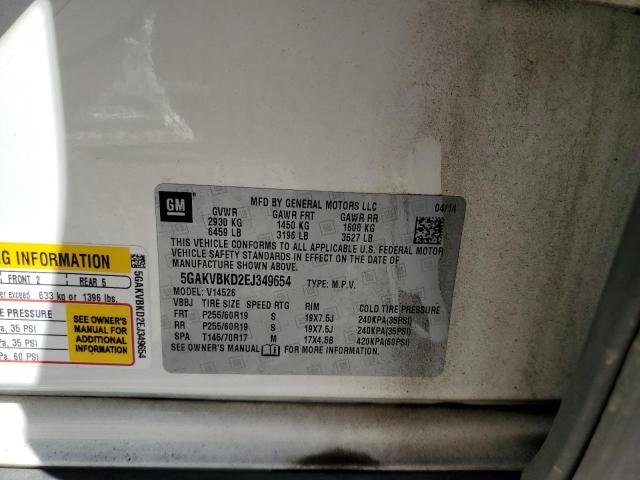 GM
MFD BY GENERAL MOTORS LLC
04/14
GVWR GAWR FRT GAWR RR
2930 KG 1450 KG 1600 KG
6459 LB 3196 LB 3527 LB
THIS VEHICLE CONFORMS TO ALL APPLICABLE U.S. FEDERAL MOTOR
VEHICLE SAFETY STANDARDS IN EFFECT ON THE DATE OF
MANUFACTURE SHOWN ABOVE.
5GAKVBKD2EJ349654 TYPE: M.P.V.
MODEL: V14526
VBBJ TIRE SIZE SPEED RTG RIM COLD TIRE PRESSURE
FRT P255/60R19 S 19X7.5J 240KPA(35PSI)
RR P255/60R19 S 19X7.5J 240KPA(35PSI)
SPA T145/70R17 M 17X4.5B 420KPA(60PSI)
SEE OWNER'S MANUAL FOR MORE INFORMATION.
NG INFORMATION
FRONT 2 REAR 5
er exceed 633 kg or 1396 lbs.
E PRESSURE
a, 35 PSI
a, 35 PSI
Pa, 60 PSI
SEE OWNER'S
MANUAL FOR
ADDITIONAL
INFORMATION
5GAKVBKD2EJ349654